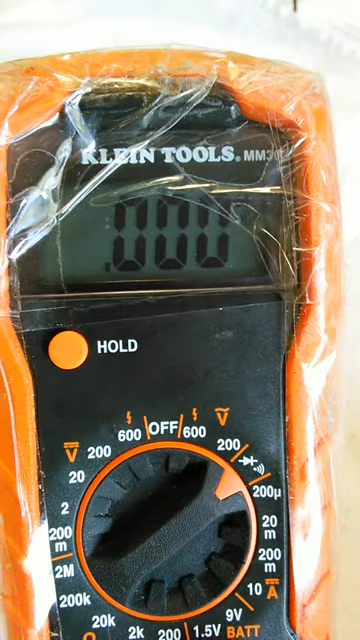 KLEIN TOOLS® MM30
.000
HOLD
600 OFF 600
V 200 V 200
20 200µ
2 20 m
200 m 200 m
2M 10 A
200k 9V
20k 2k 200 1.5V BATT
Ω